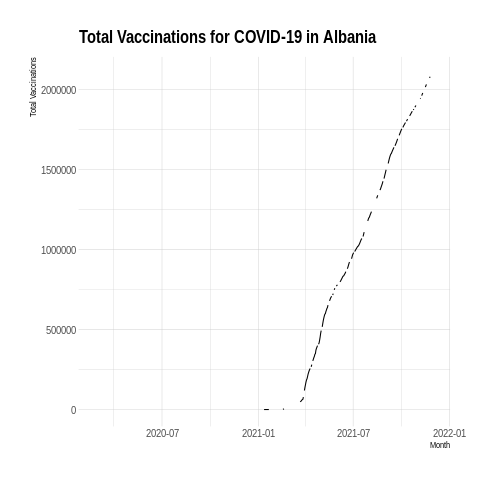 Total Vaccinations for COVID-19 in Albania
Total Vaccinations
2000000
1500000
1000000
500000
0
2020-07 2021-01 2021-07 2022-01
Month